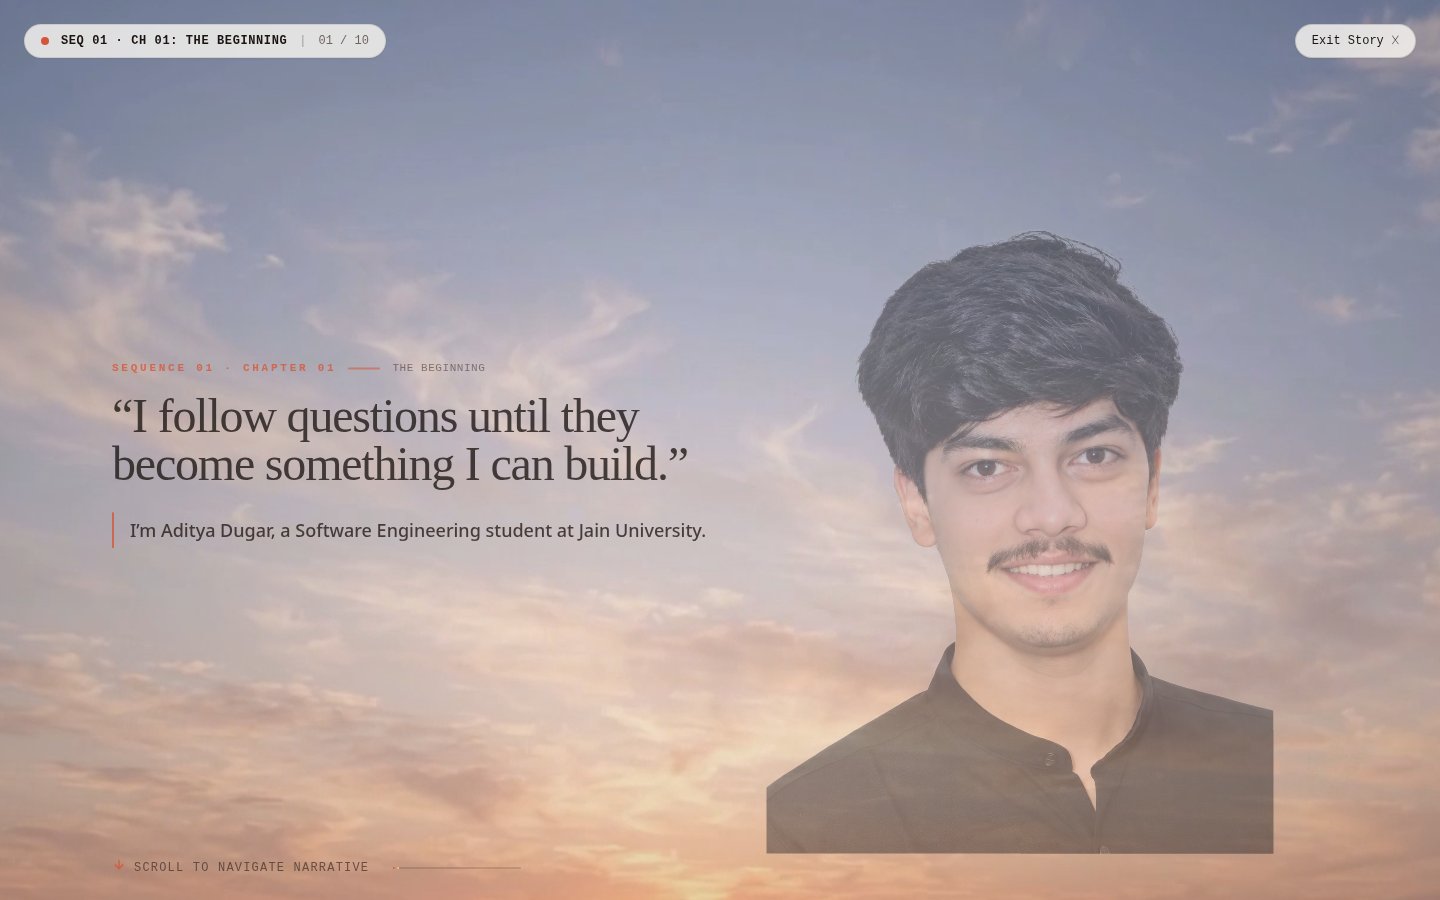 SEQ 01 · CH 01: THE BEGINNING | 01 / 10
Exit Story X
SEQUENCE 01 · CHAPTER 01 THE BEGINNING
“I follow questions until they
become something I can build.”
I’m Aditya Dugar, a Software Engineering student at Jain University.
SCROLL TO NAVIGATE NARRATIVE